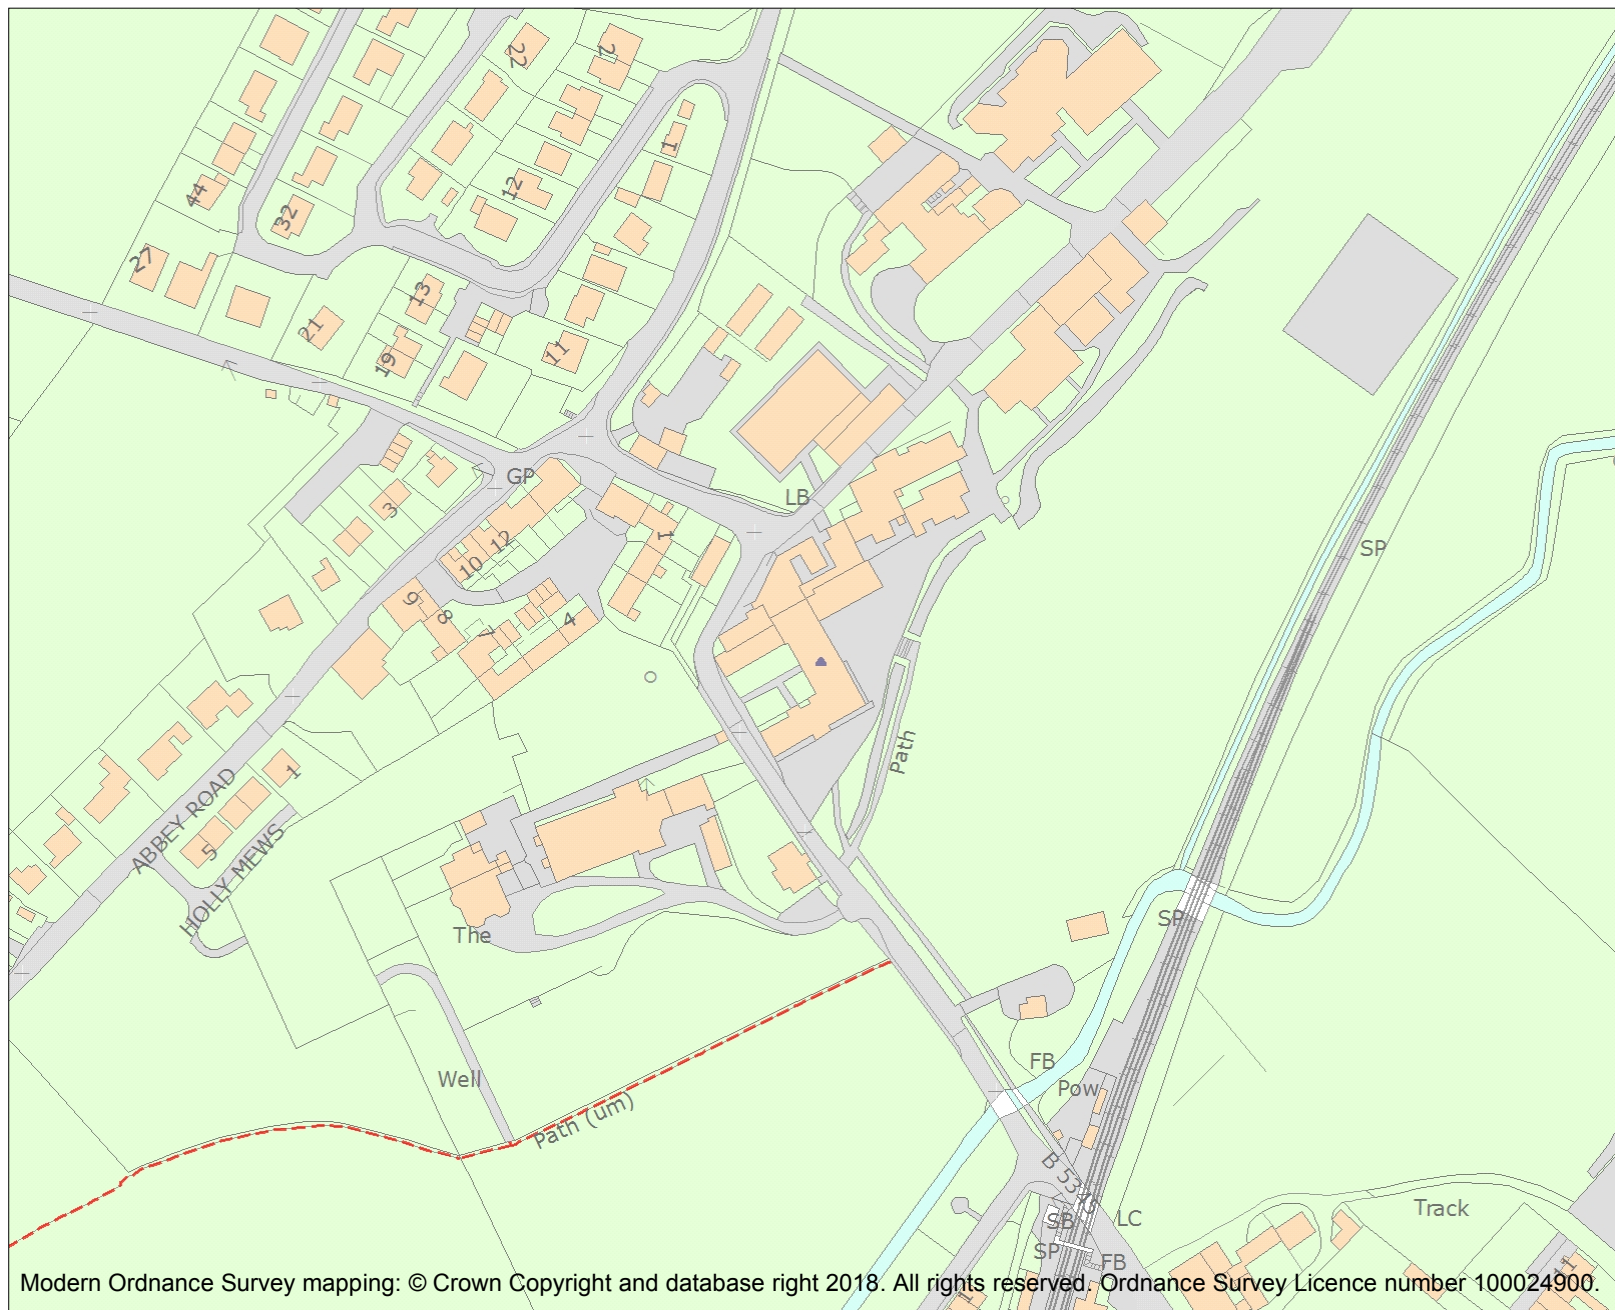 22
2
1
44
32
12
27
13
21
19
11
GP
LB
3
1
12
10
SP
9
8
7
4
Path
1
ABBEY ROAD
5
HOLLY MEWS
SP
The
FB
Well
Pow
Path (um)
B 53
Track
LC
SB
SP
FB
11
1
Modern Ordnance Survey mapping: © Crown Copyright and database right 2018. All rights reserved. Ordnance Survey Licence number 100024900.